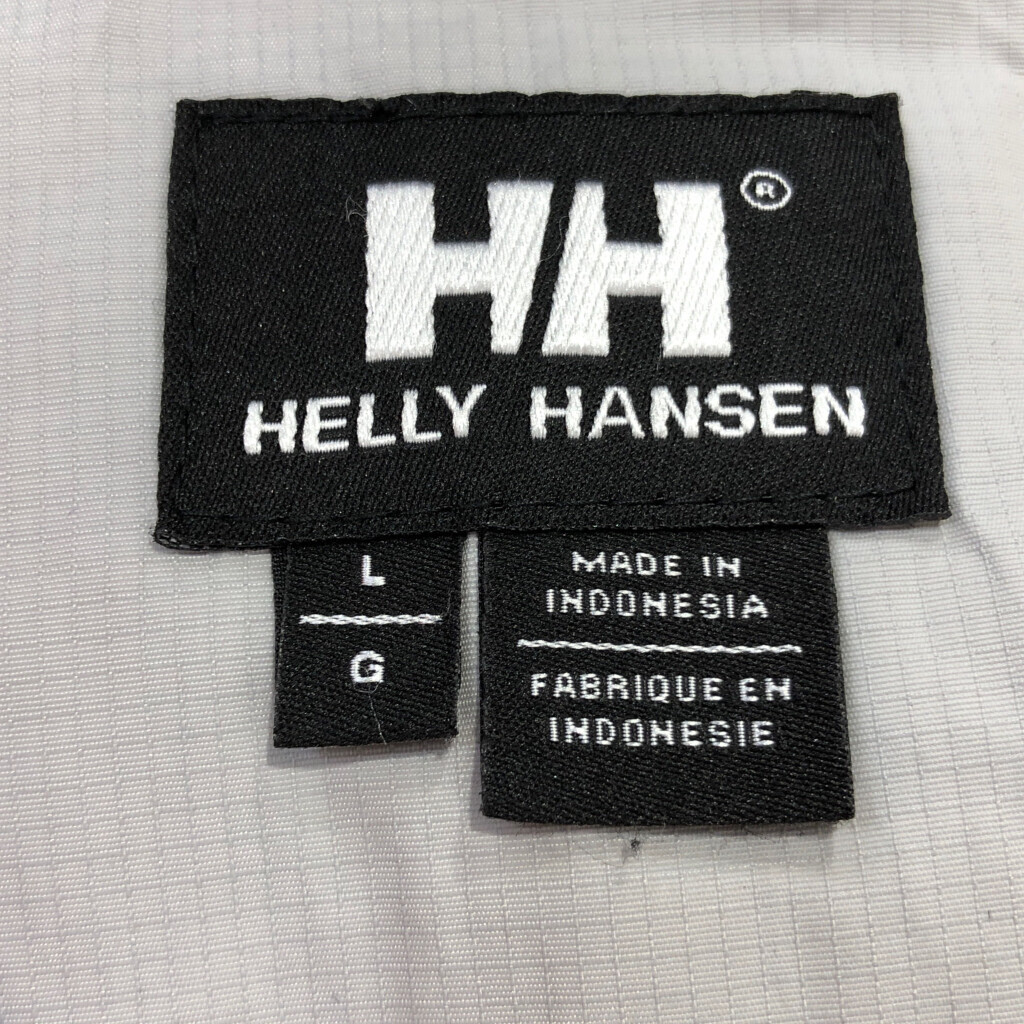 HH®
HELLY HANSEN
L
G
MADE IN
INDONESIA
FABRIQUE EN
INDONESIE